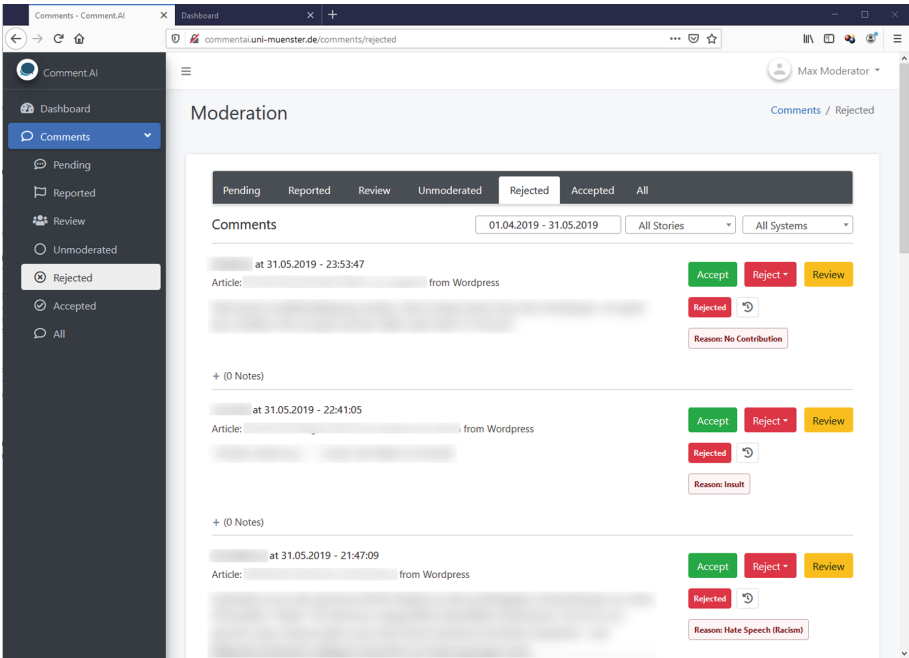 Comments - Comment.AI
Dashboard
commentai.uni-muenster.de/comments/rejected
Comment.AI
Max Moderator
Dashboard
Comments
Pending
Reported
Review
Unmoderated
Rejected
Accepted
All
Moderation
Comments / Rejected
Pending Reported Review Unmoderated Rejected Accepted All
Comments
01.04.2019 - 31.05.2019
All Stories
All Systems
at 31.05.2019 - 23:53:47
Article: from Wordpress
Accept Reject Review
Rejected
Reason: No Contribution
+ (0 Notes)
at 31.05.2019 - 22:41:05
Article: from Wordpress
Accept Reject Review
Rejected
Reason: Insult
+ (0 Notes)
at 31.05.2019 - 21:47:09
Article: from Wordpress
Accept Reject Review
Rejected
Reason: Hate Speech (Racism)